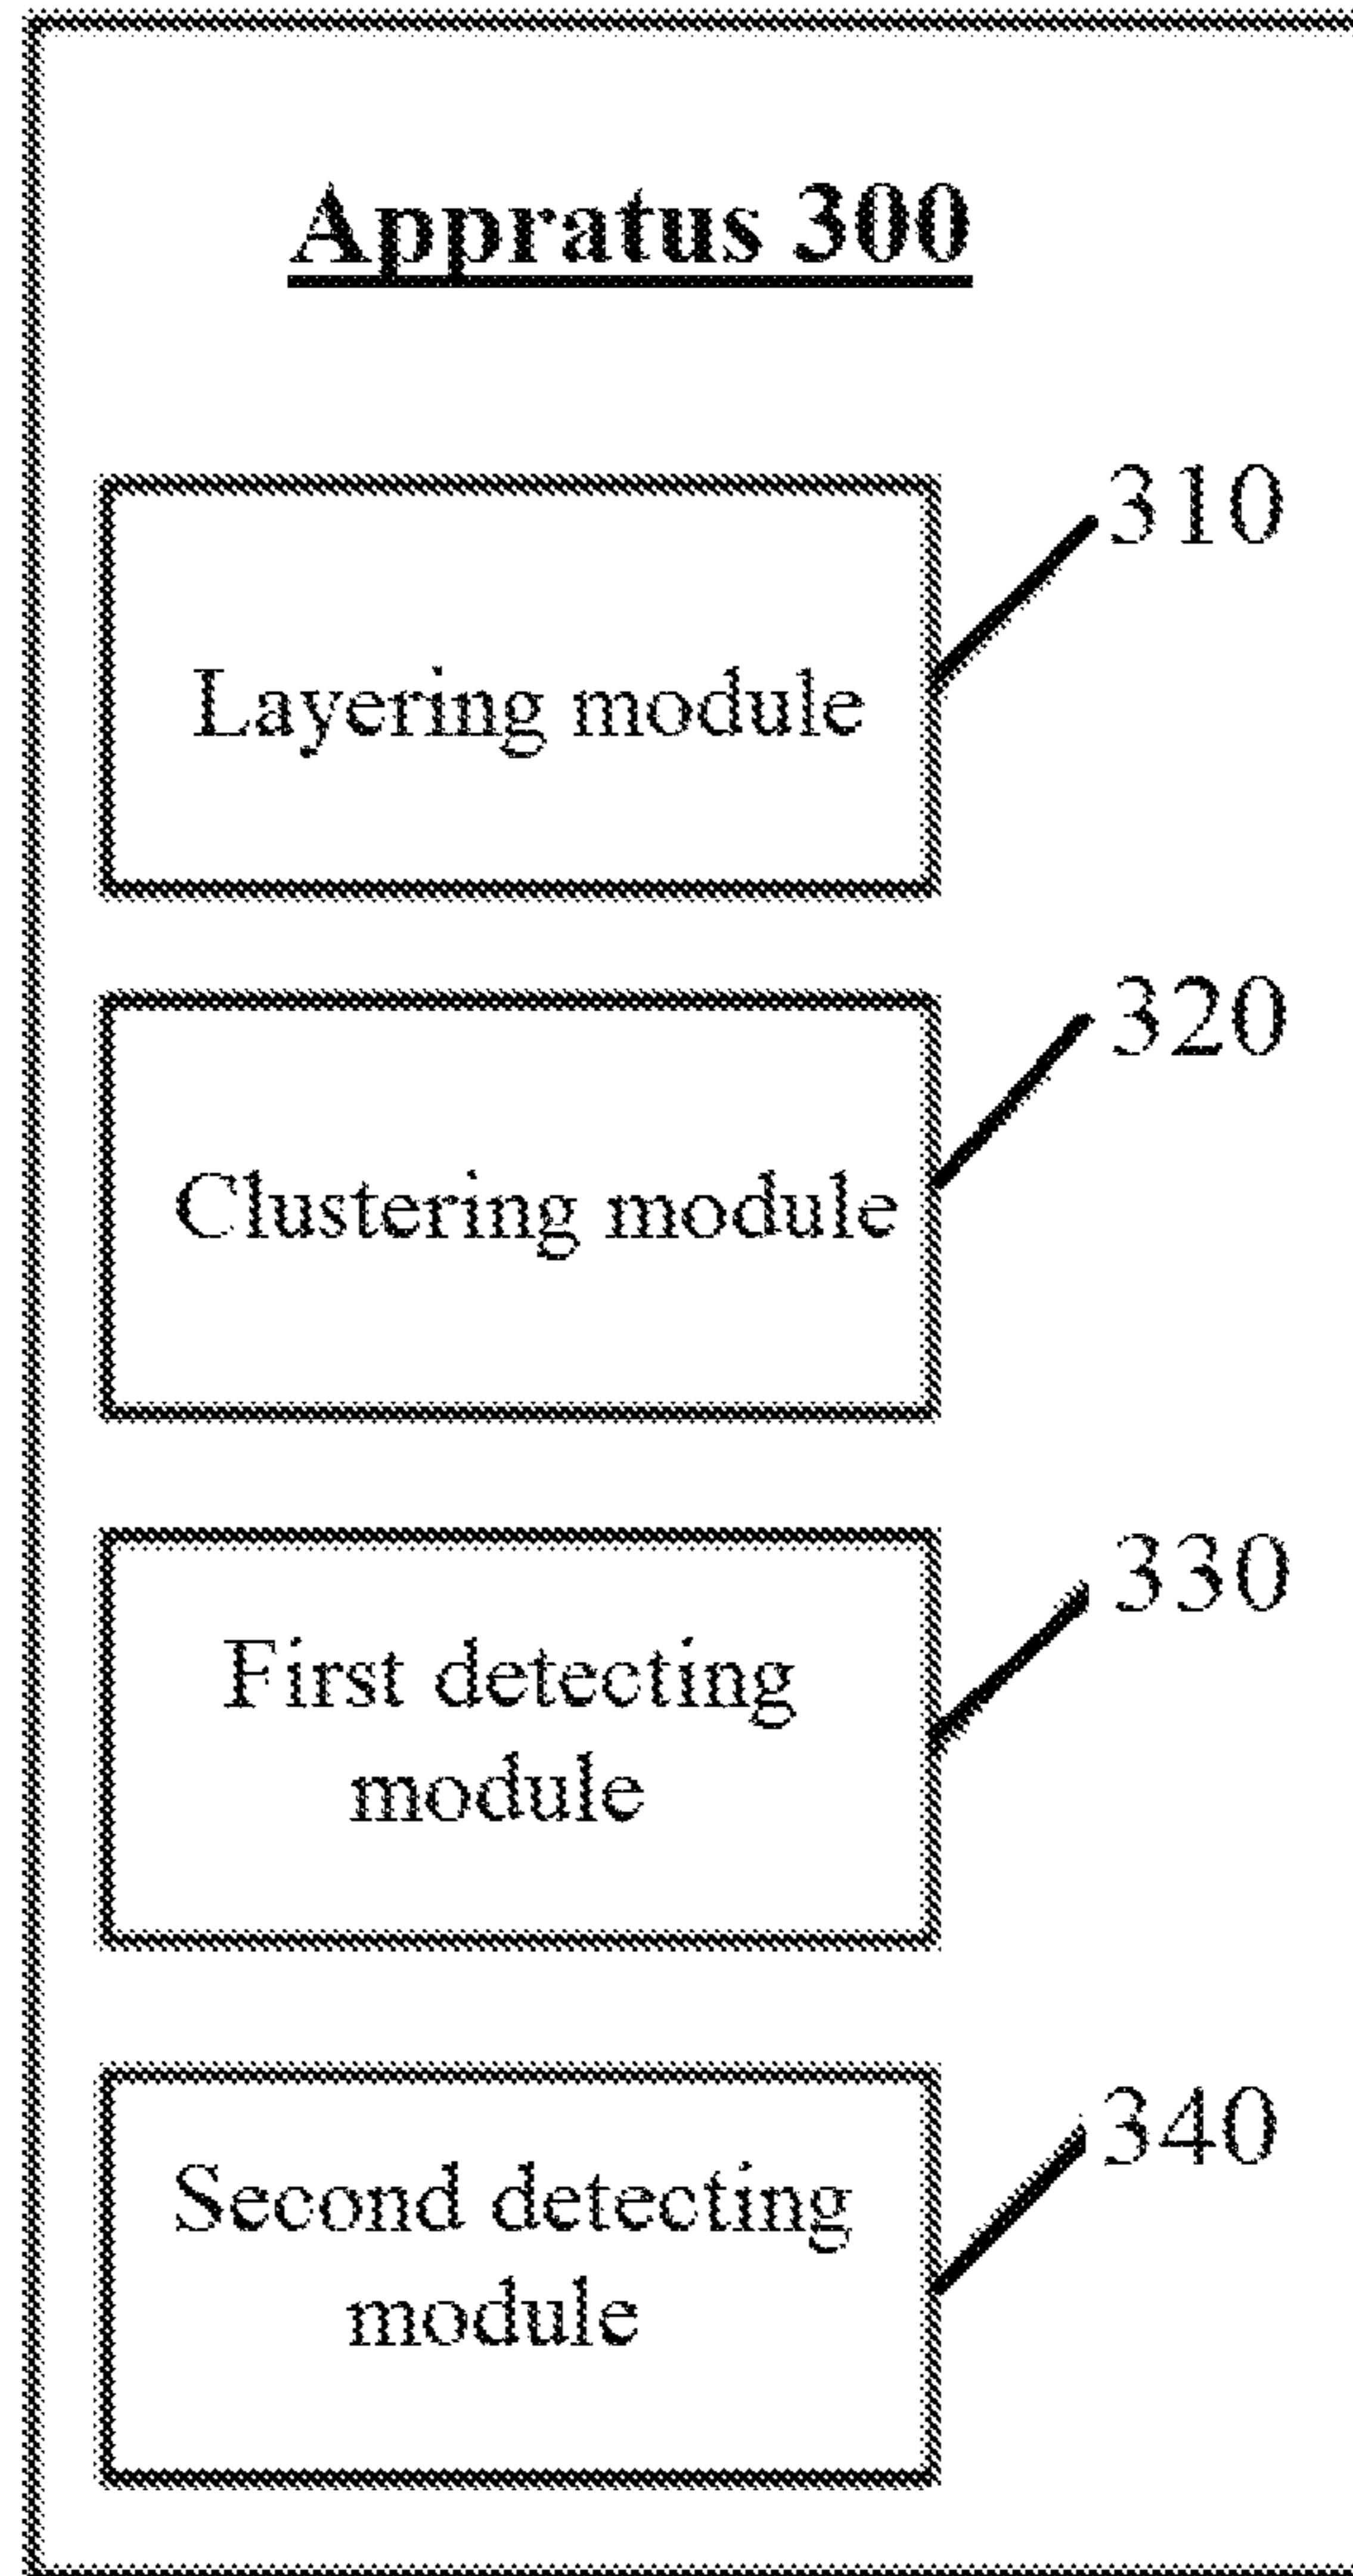 Appratus 300
310
Layering module
320
Clustering module
330
First detecting
module
340
Second detecting
module